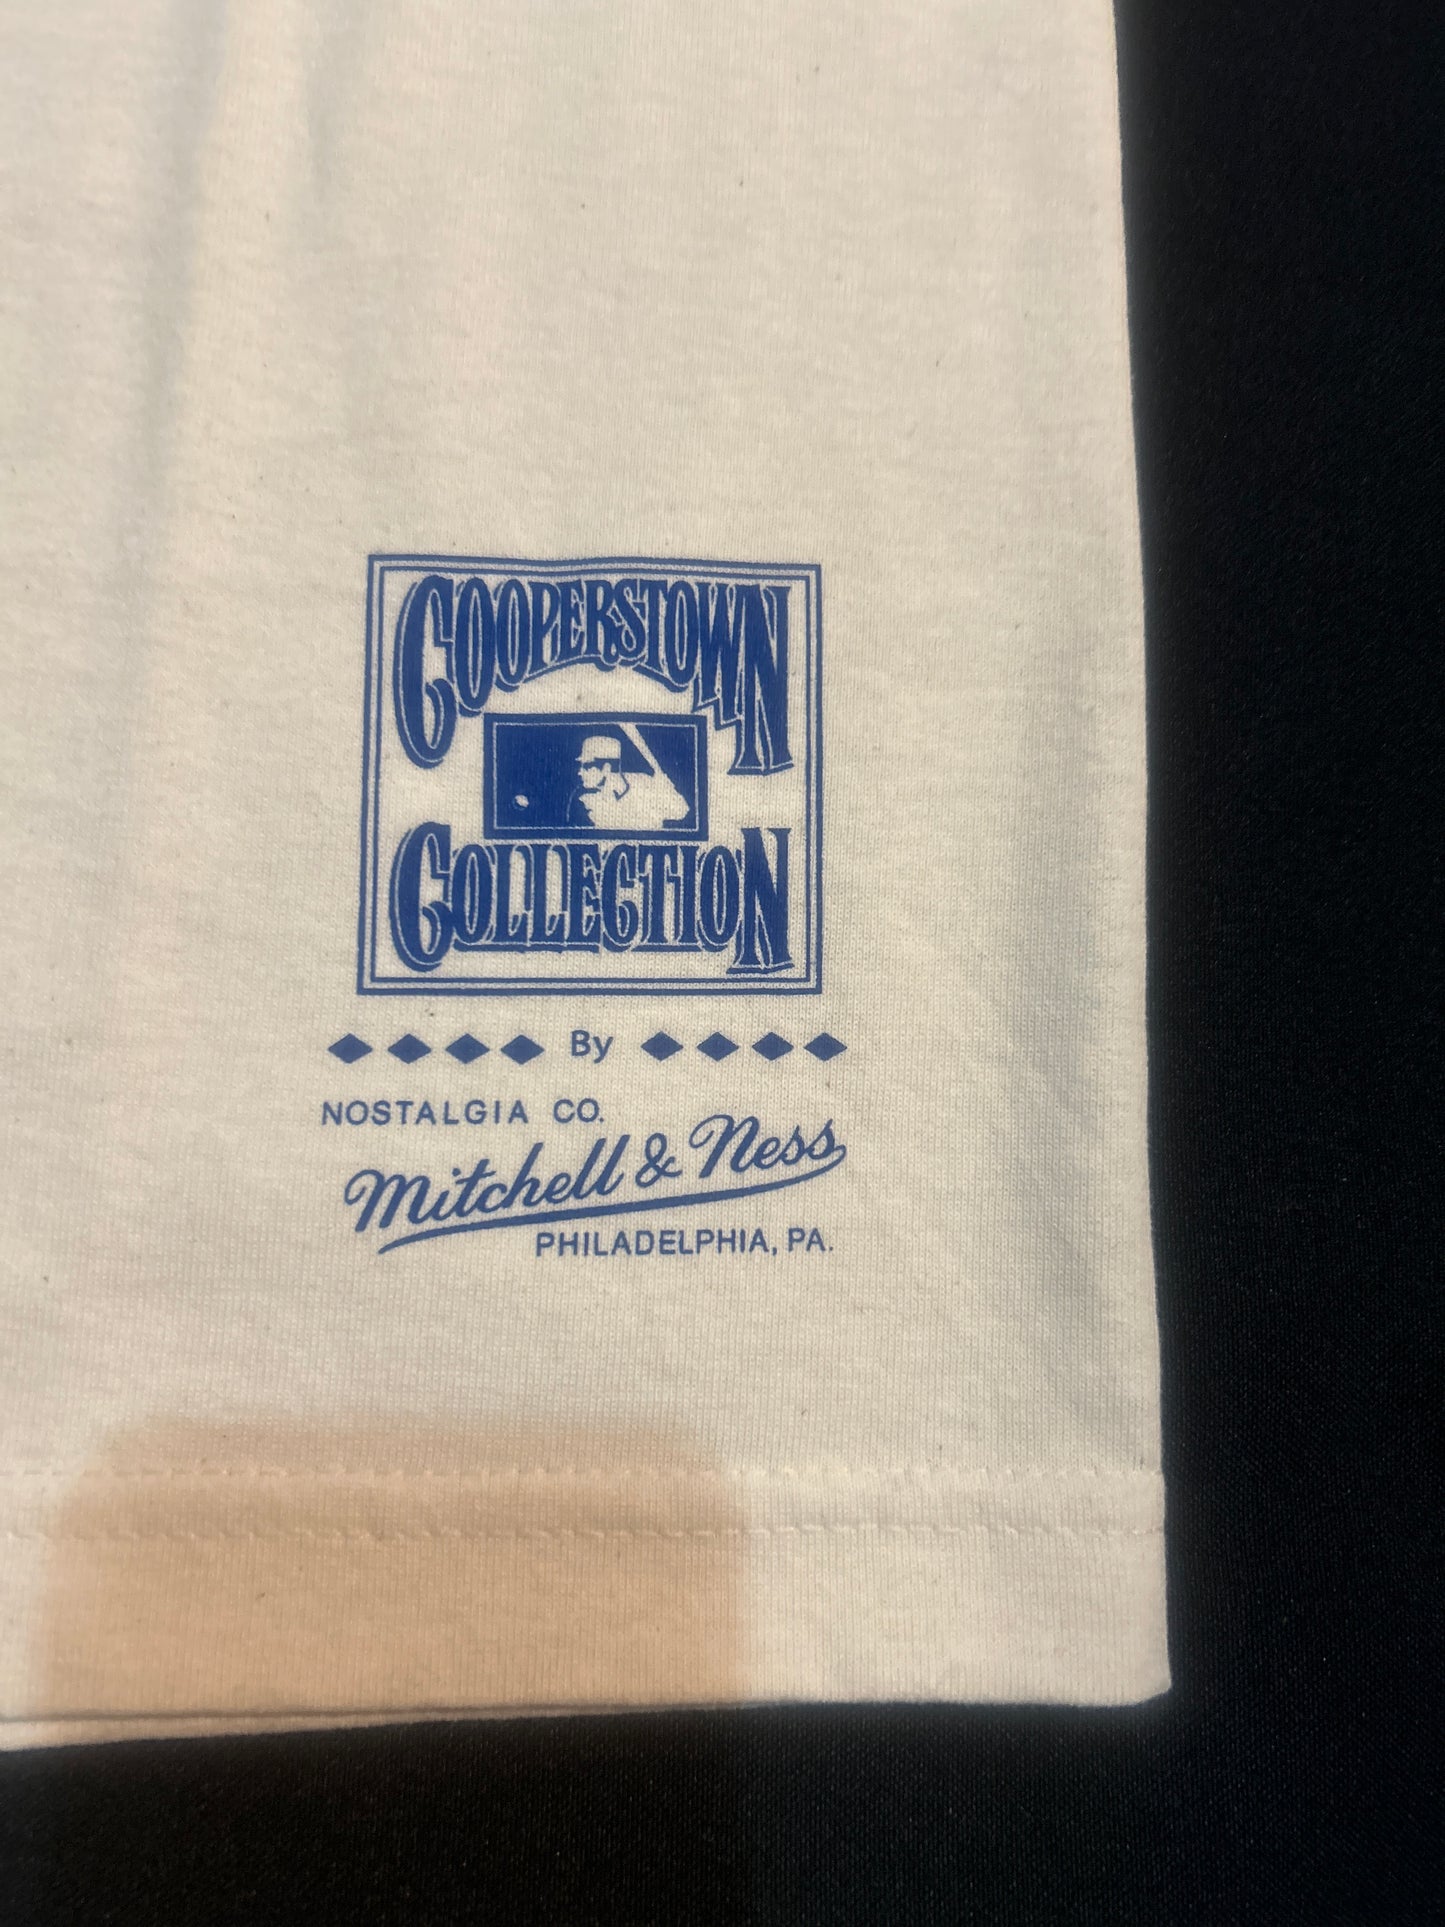 COOPERSTOWN
COLLECTION
By
NOSTALGIA CO.
Mitchell & Ness
PHILADELPHIA, PA.